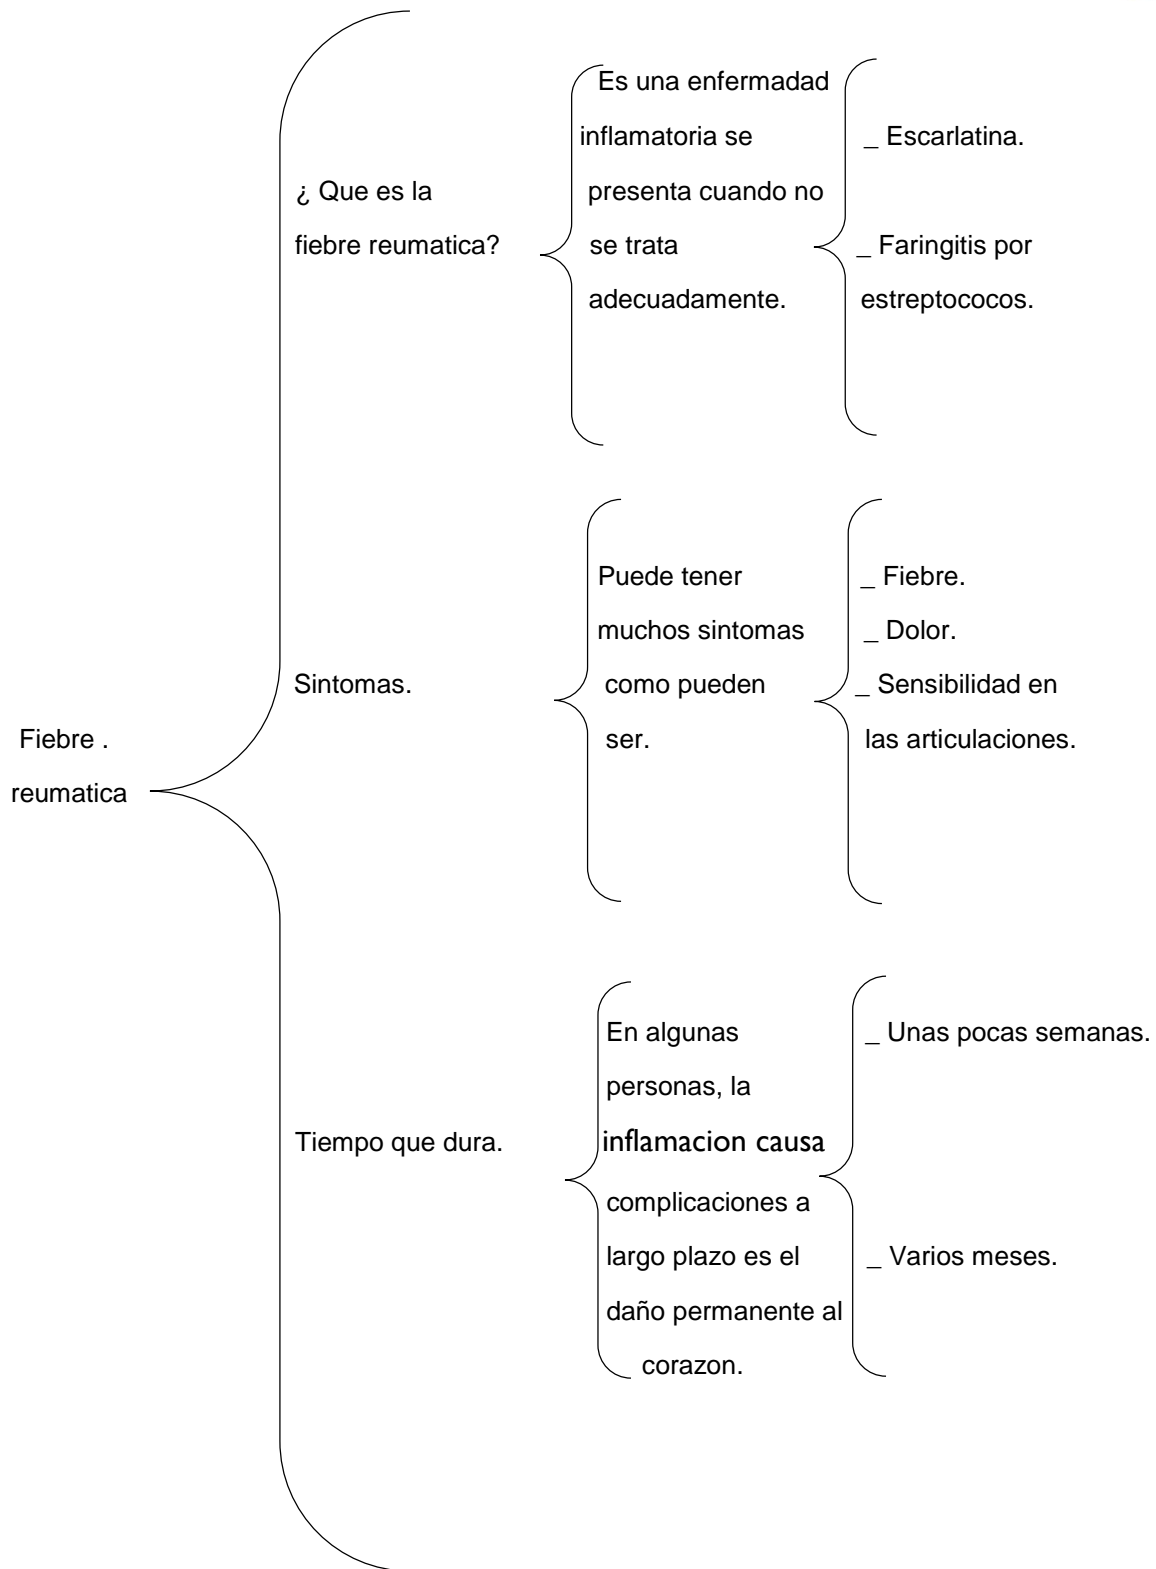 Fiebre .
reumatica
¿ Que es la
fiebre reumatica?
Es una enfermadad
inflamatoria se
presenta cuando no
se trata
adecuadamente.
_ Escarlatina.
_ Faringitis por
estreptococos.
Sintomas.
Puede tener
muchos sintomas
como pueden
ser.
_ Fiebre.
_ Dolor.
_ Sensibilidad en
las articulaciones.
Tiempo que dura.
En algunas
personas, la
inflamacion causa
complicaciones a
largo plazo es el
daño permanente al
corazon.
_ Unas pocas semanas.
_ Varios meses.